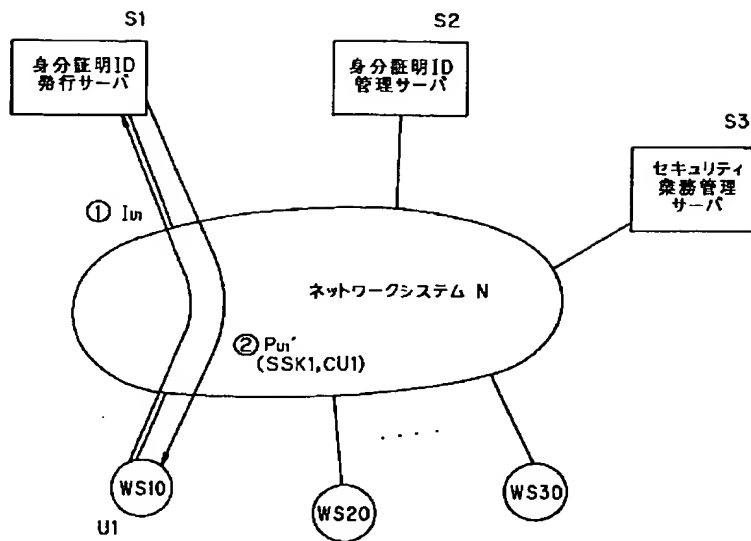 S1
身分証明ID
発行サーバ
S2
身分証明ID
管理サーバ
S3
セキュリティ
業務管理
サーバ
① IU1
ネットワークシステム N
② PU1′
(SSK1,CU1)
WS10
U1
WS20
....
WS30